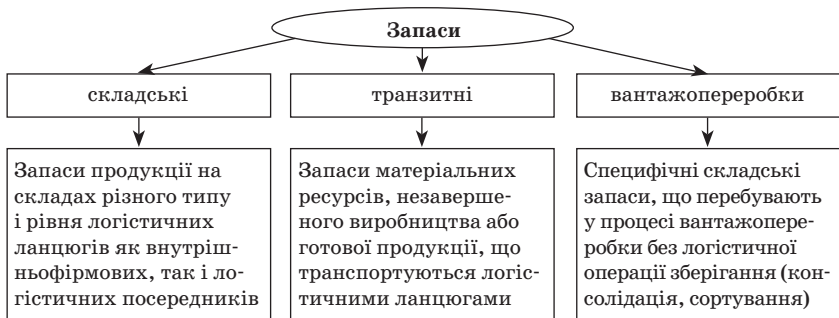 Запаси
складські
транзитні
вантажопереробки
Запаси продукції на
складах різного типу
і рівня логістичних
ланцюгів як внутріш-
ньофірмових, так і ло-
гістичних посередників
Запаси матеріальних
ресурсів, незаверше-
ного виробництва або
готової продукції, що
транспортуються логіс-
тичними ланцюгами
Специфічні складські
запаси, що перебувають
у процесі вантажопере-
робки без логістичної
операції зберігання (кон-
солідація, сортування)